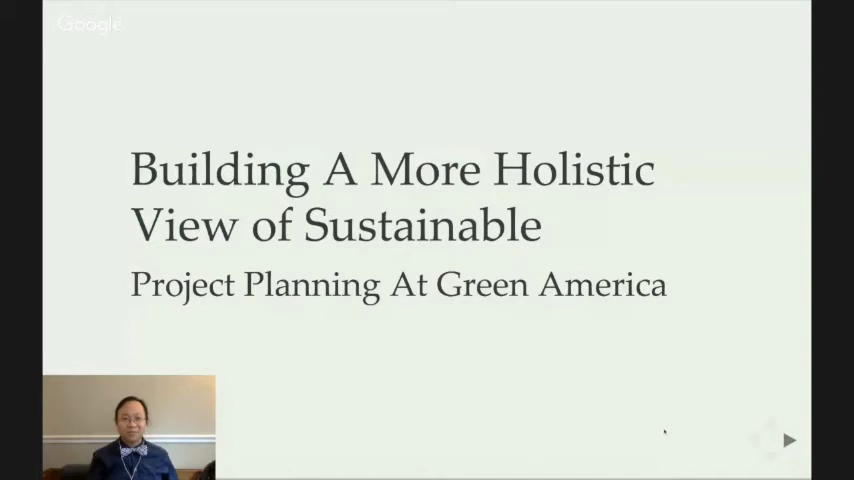 Google
Building A More Holistic
View of Sustainable
Project Planning At Green America